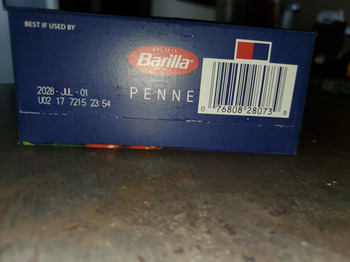 BEST IF USED BY
Barilla
2028 - JUL - 01
U02 17 7215 23 54
PENNE
0 76808 28073 9